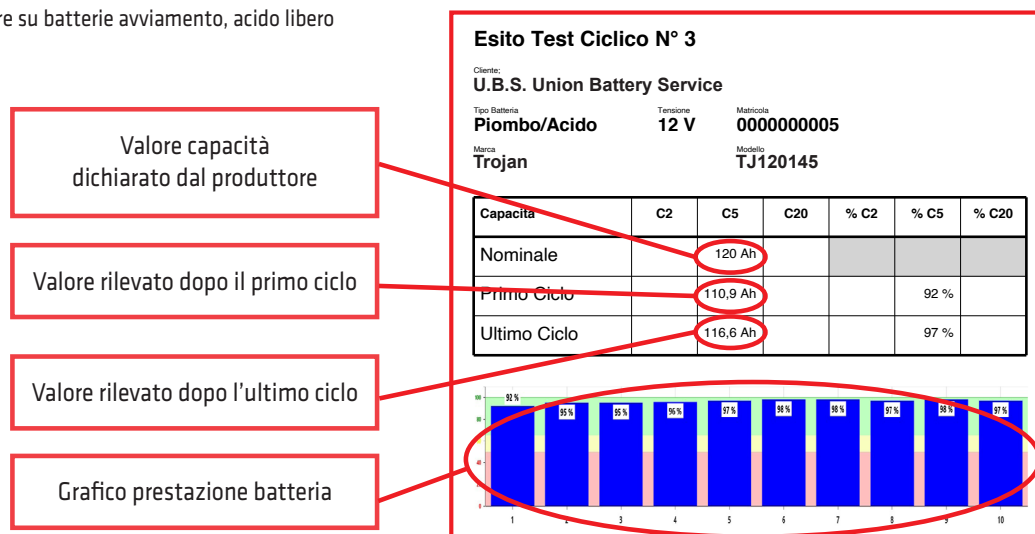 re su batterie avviamento, acido libero
Esito Test Ciclico N° 3
Cliente;
U.B.S. Union Battery Service
Tipo Batteria Tensione Matricola
Piombo/Acido 12 V 0000000005
Marca Modello
Trojan TJ120145
Valore capacità
dichiarato dal produttore
Valore rilevato dopo il primo ciclo
Valore rilevato dopo l'ultimo ciclo
Grafico prestazione batteria
Capacità C2 C5 C20 % C2 % C5 % C20
Nominale 120 Ah
Primo Ciclo 110,9 Ah 92 %
Ultimo Ciclo 116,6 Ah 97 %
100 92 % 95 % 95 % 96 % 97 % 98 % 98 % 97 % 98 % 97 %
1 2 3 4 5 6 7 8 9 10